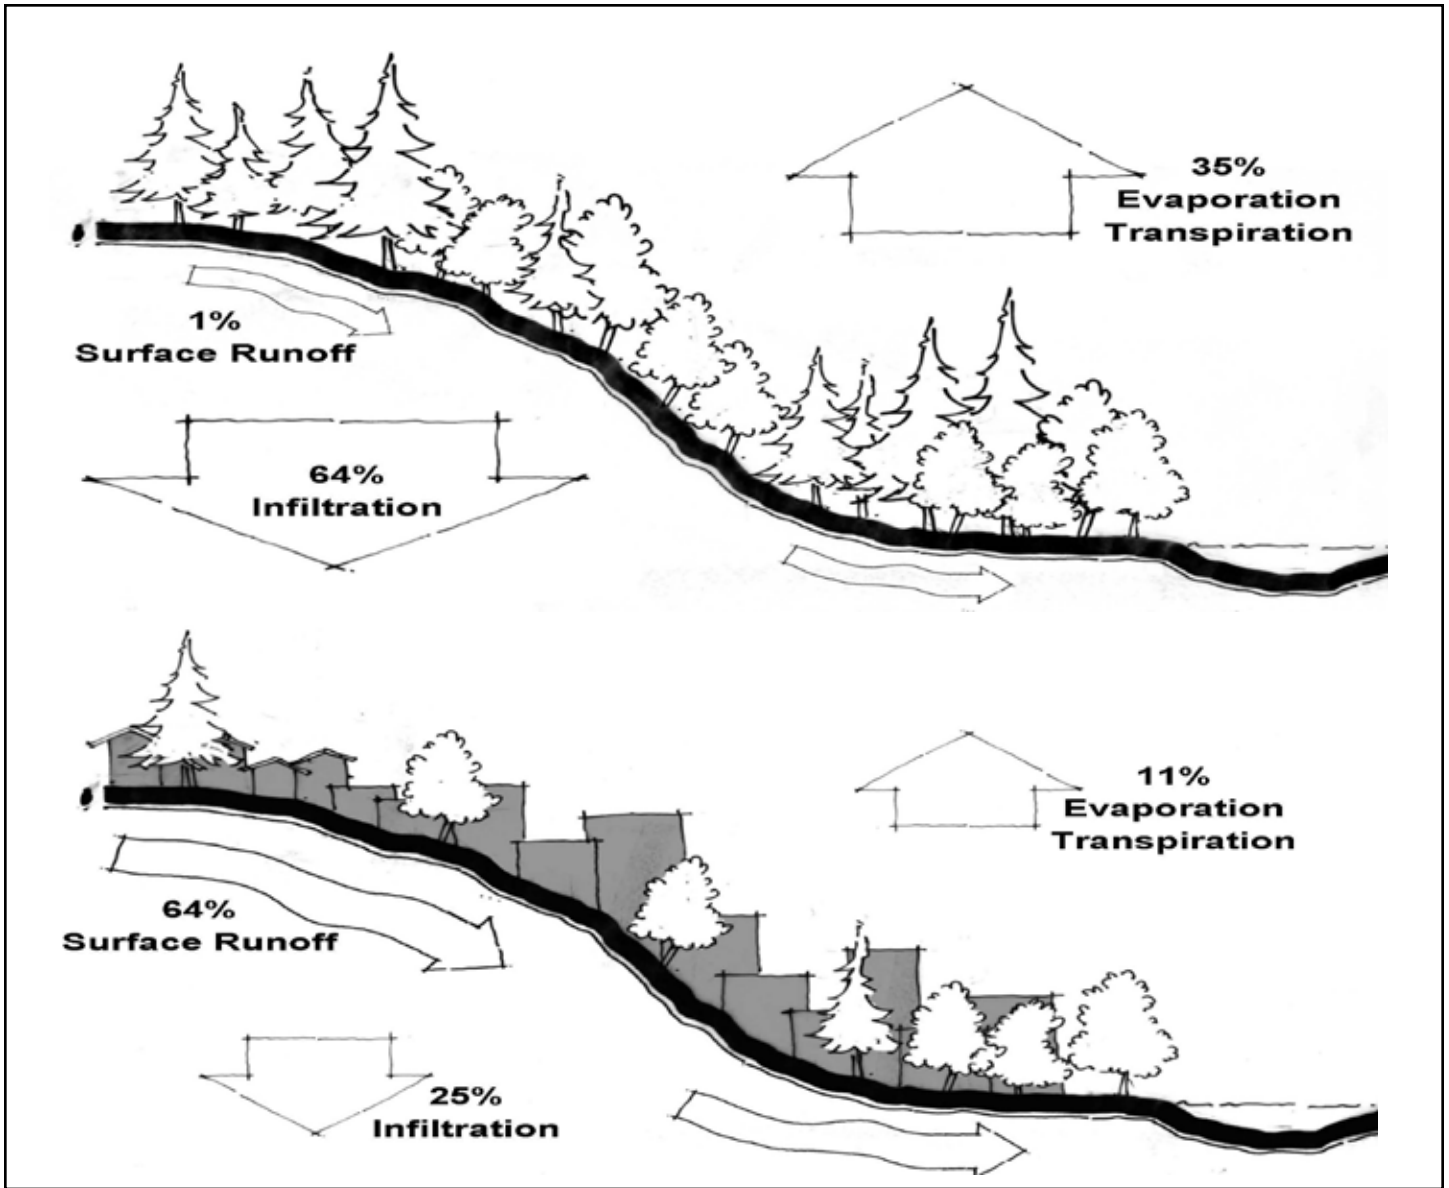 35%
Evaporation
Transpiration
1%
Surface Runoff
64%
Infiltration
11%
Evaporation
Transpiration
64%
Surface Runoff
25%
Infiltration